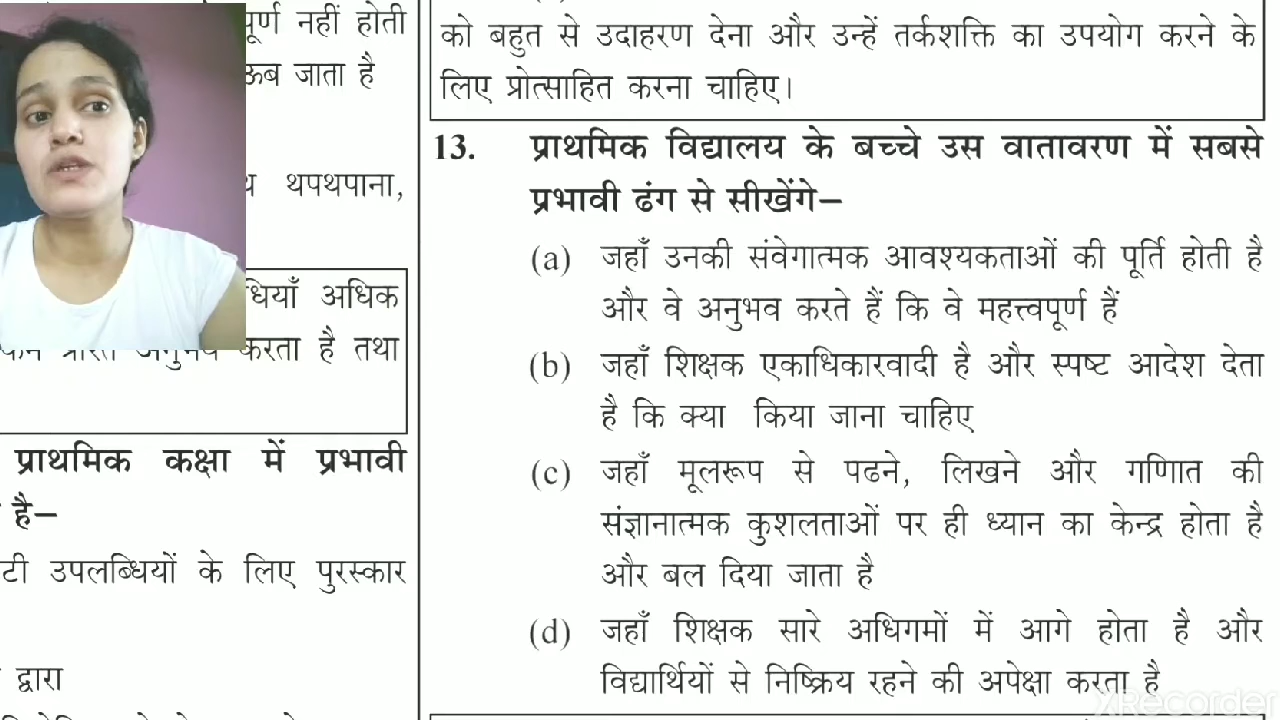 पूर्ण नहीं होती
ऊब जाता है
थपथपाना,
धियाँ अधिक
करता है तथा
प्राथमिक कक्षा में प्रभावी
है–
टी उपलब्धियों के लिए पुरस्कार
द्वारा
को बहुत से उदाहरण देना और उन्हें तर्कशक्ति का उपयोग करने के
लिए प्रोत्साहित करना चाहिए।
13. प्राथमिक विद्यालय के बच्चे उस वातावरण में सबसे
प्रभावी ढंग से सीखेंगे–
(a) जहाँ उनकी संवेगात्मक आवश्यकताओं की पूर्ति होती है
और वे अनुभव करते हैं कि वे महत्त्वपूर्ण हैं
(b) जहाँ शिक्षक एकाधिकारवादी है और स्पष्ट आदेश देता
है कि क्या किया जाना चाहिए
(c) जहाँ मूलरूप से पढने, लिखने और गणिात की
संज्ञानात्मक कुशलताओं पर ही ध्यान का केन्द्र होता है
और बल दिया जाता है
(d) जहाँ शिक्षक सारे अधिगमों में आगे होता है और
विद्यार्थियों से निष्क्रिय रहने की अपेक्षा करता है
XRecorder